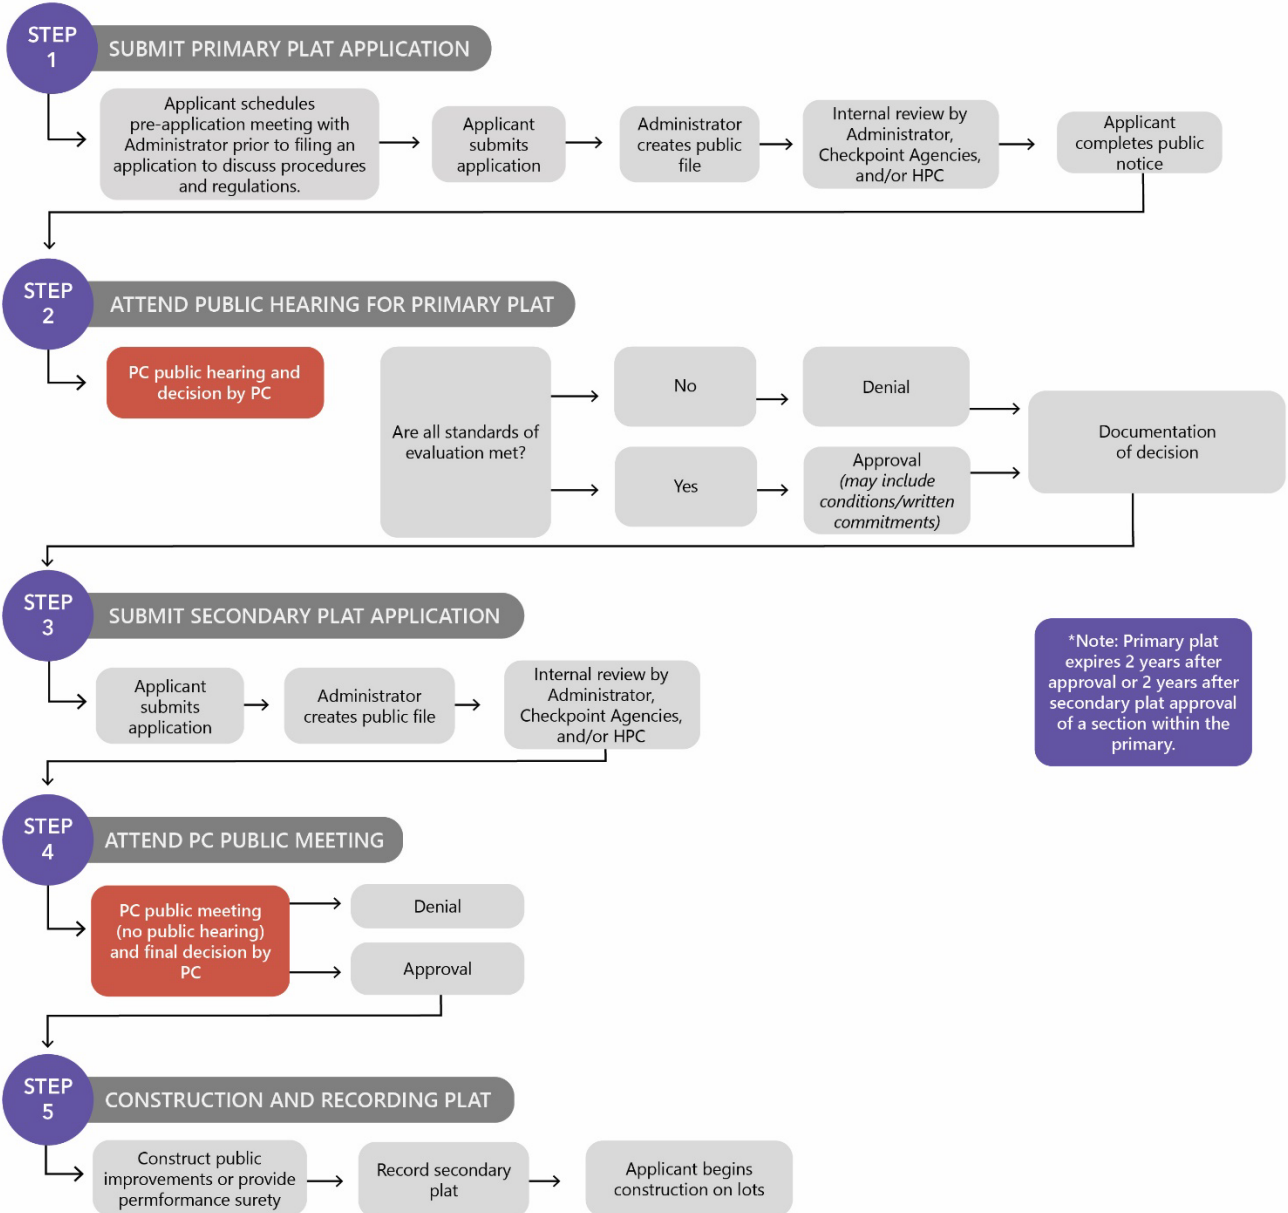 STEP
1
SUBMIT PRIMARY PLAT APPLICATION
Applicant schedules
pre-application meeting with
Administrator prior to filing an
application to discuss procedures
and regulations.
Applicant
submits
application
Administrator
creates public
file
Internal review by
Administrator,
Checkpoint Agencies,
and/or HPC
Applicant
completes public
notice
STEP
2
ATTEND PUBLIC HEARING FOR PRIMARY PLAT
PC public hearing and
decision by PC
Are all standards of
evaluation met?
No
Denial
Yes
Approval
(may include
conditions/written
commitments)
Documentation
of decision
STEP
3
SUBMIT SECONDARY PLAT APPLICATION
Applicant
submits
application
Administrator
creates public file
Internal review by
Administrator,
Checkpoint Agencies,
and/or HPC
*Note: Primary plat
expires 2 years after
approval or 2 years after
secondary plat approval
of a section within the
primary.
STEP
4
ATTEND PC PUBLIC MEETING
PC public meeting
(no public hearing)
and final decision by
PC
Denial
Approval
STEP
5
CONSTRUCTION AND RECORDING PLAT
Construct public
improvements or provide
permformance surety
Record secondary
plat
Applicant begins
construction on lots